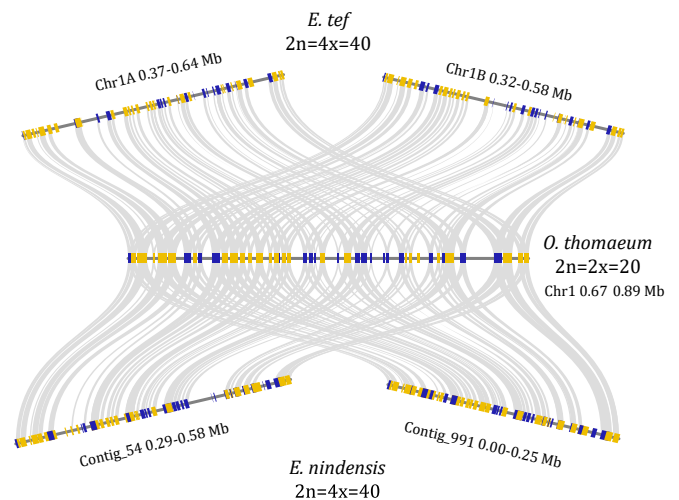 E. tef
2n=4x=40
Chr1A 0.37-0.64 Mb
Chr1B 0.32-0.58 Mb
O. thomaeum
2n=2x=20
Chr1 0.67 0.89 Mb
Contig_54 0.29-0.58 Mb
Contig_991 0.00-0.25 Mb
E. nindensis
2n=4x=40